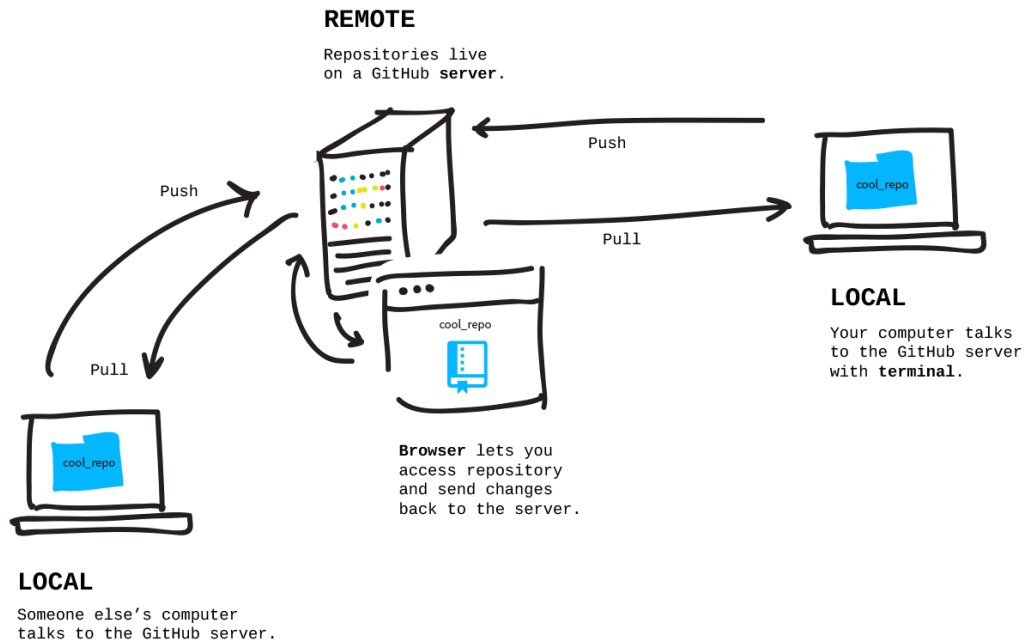 REMOTE
Repositories live
on a GitHub server.
Push
Push
cool_repo
Pull
LOCAL
Your computer talks
to the GitHub server
with terminal.
cool_repo
Pull
Browser lets you
access repository
and send changes
back to the server.
cool_repo
LOCAL
Someone else’s computer
talks to the GitHub server.